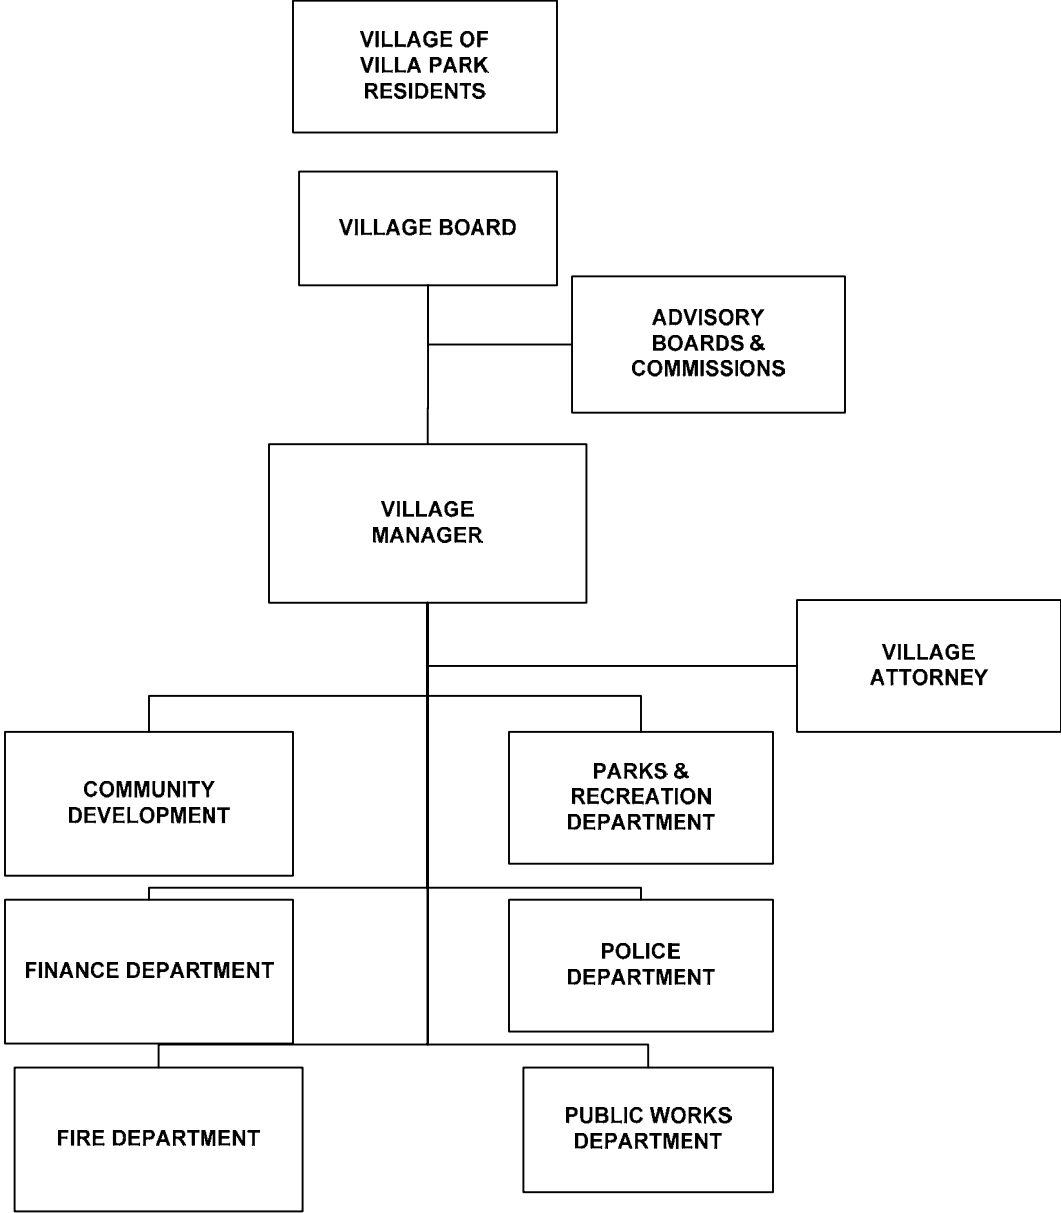 VILLAGE OF
VILLA PARK
RESIDENTS
VILLAGE BOARD
ADVISORY
BOARDS &
COMMISSIONS
VILLAGE
MANAGER
VILLAGE
ATTORNEY
COMMUNITY
DEVELOPMENT
PARKS &
RECREATION
DEPARTMENT
FINANCE DEPARTMENT
POLICE
DEPARTMENT
FIRE DEPARTMENT
PUBLIC WORKS
DEPARTMENT